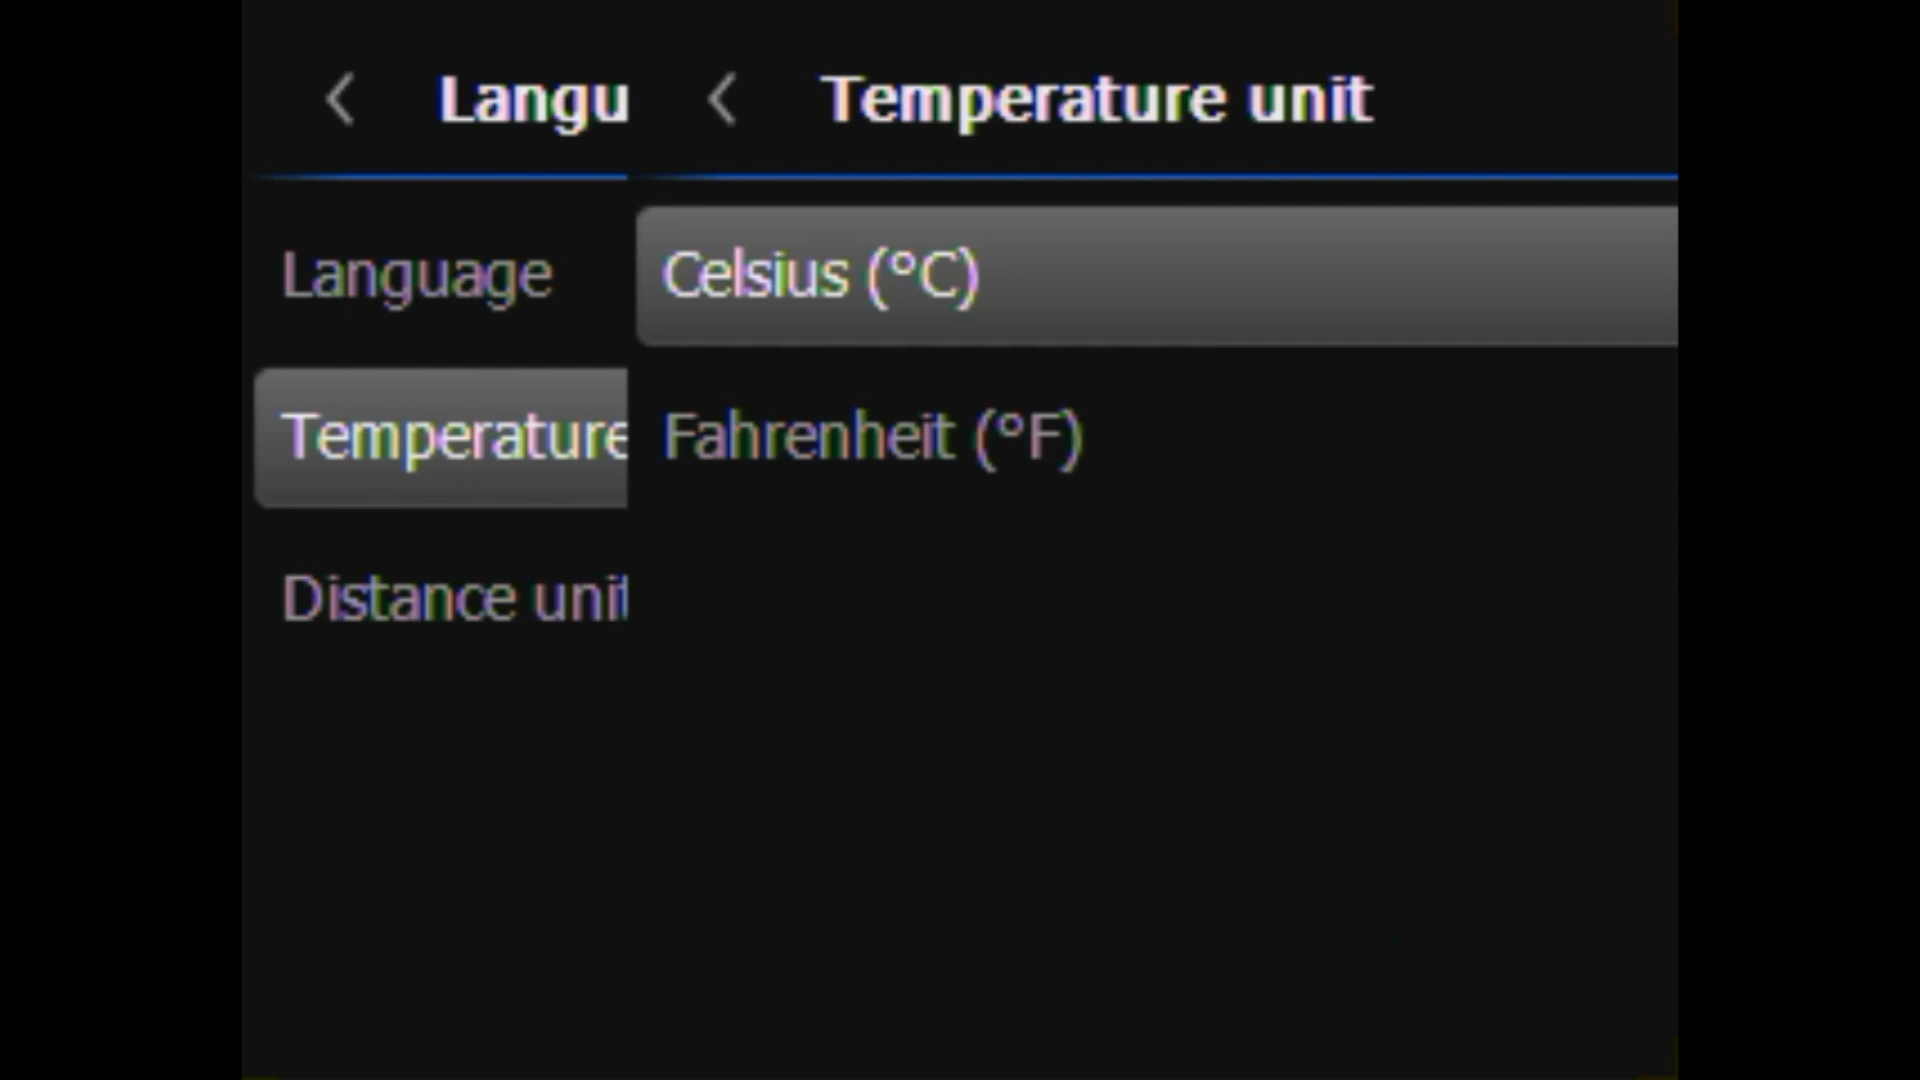 Langu
Temperature unit
Language
Temperature
Distance unit
Celsius (°C)
Fahrenheit (°F)